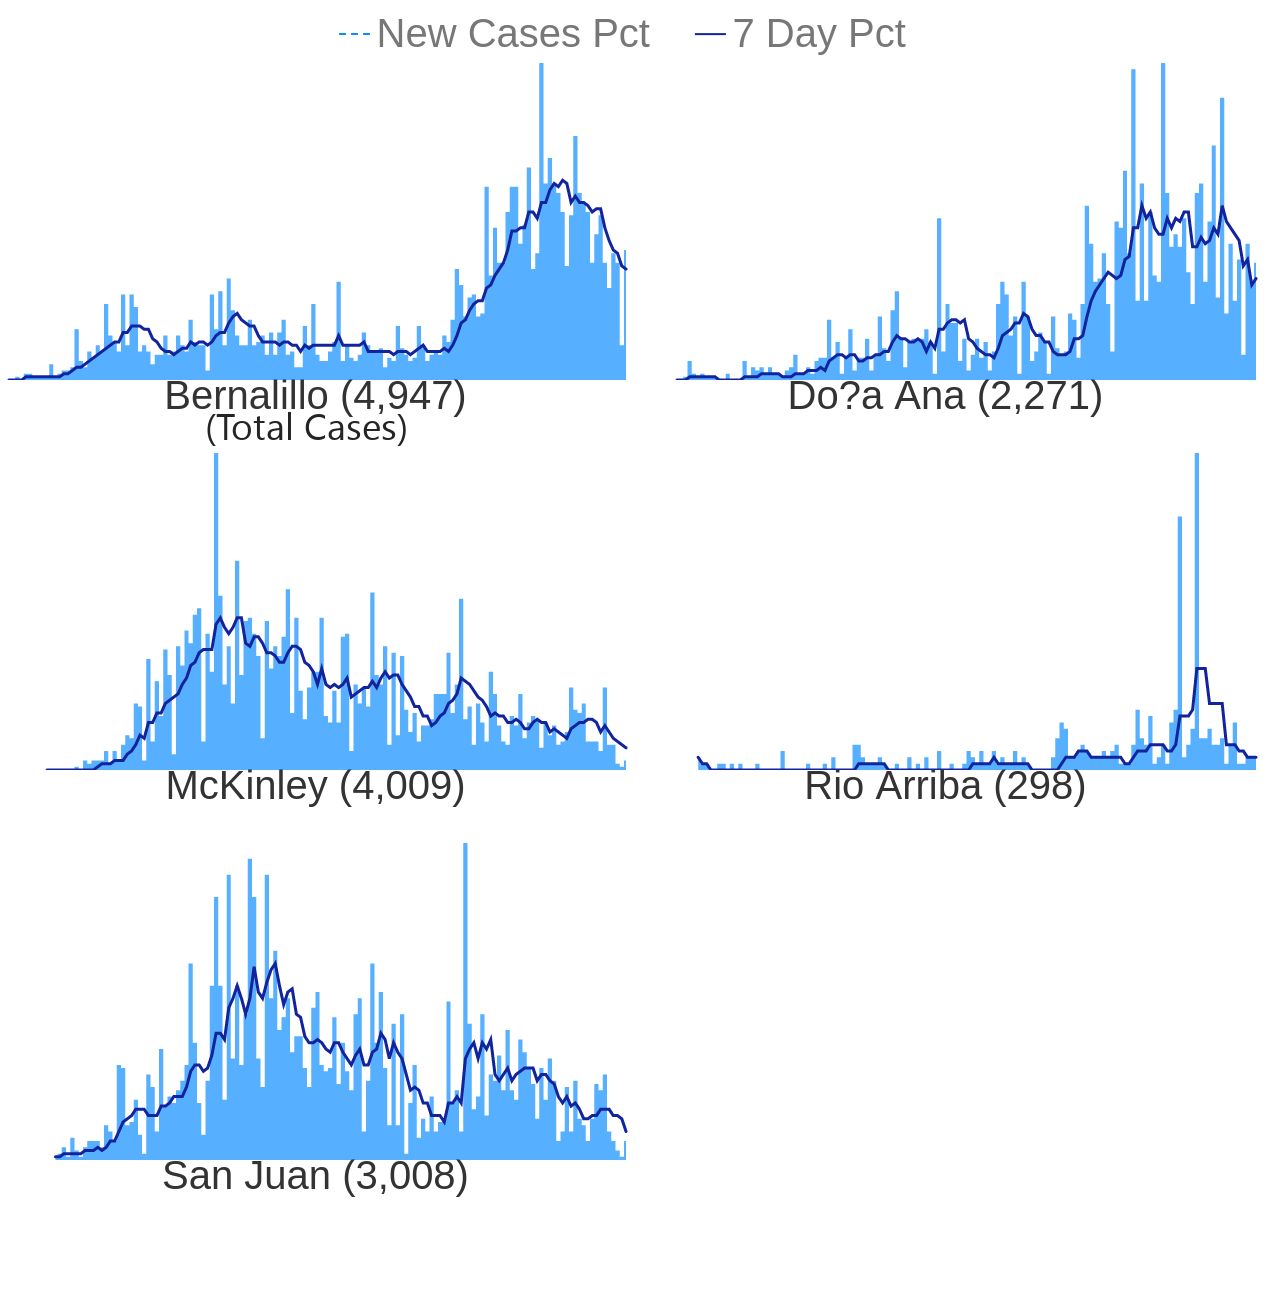 New Cases Pct 7 Day Pct
Bernalillo (4,947) Do?a Ana (2,271)
(Total Cases)
McKinley (4,009) Rio Arriba (298)
San Juan (3,008)